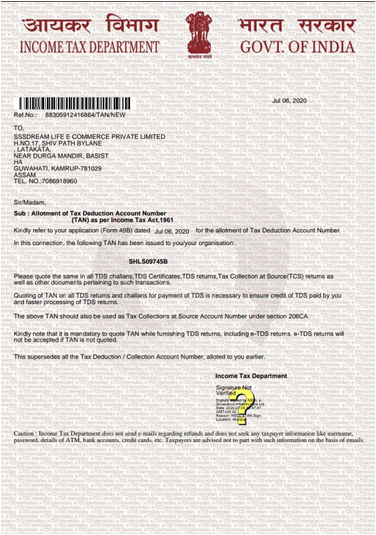 आयकर विभाग
INCOME TAX DEPARTMENT
भारत सरकार
GOVT. OF INDIA
सत्यमेव जयते
Jul 06, 2020
Ref.No.: 88305912416864/TAN/NEW
TO,
SSSDREAM LIFE E COMMERCE PRIVATE LIMITED
H.NO.17, SHIV PATH BYLANE
, LATAKATA,
NEAR DURGA MANDIR, BASIST
HA
GUWAHATI, KAMRUP-781029
ASSAM
TEL. NO.:7086918960
Sir/Madam,
Sub : Allotment of Tax Deduction Account Number
(TAN) as per Income Tax Act,1961
Kindly refer to your application (Form 49B) dated Jul 06, 2020 for the allotment of Tax Deduction Account Number.
In this connection, the following TAN has been issued to you/your organisation:
SHLS09745B
Please quote the same in all TDS challans,TDS Certificates,TDS returns,Tax Collection at Source(TCS) returns as
well as other documents pertaining to such transactions.
Quoting of TAN on all TDS returns and challans for payment of TDS is necessary to ensure credit of TDS paid by you
and faster processing of TDS returns.
The above TAN should also be used as Tax Collections at Source Account Number under section 206CA.
Kindly note that it is mandatory to quote TAN while furnishing TDS returns, including e-TDS returns. e-TDS returns will
not be accepted if TAN is not quoted.
This supersedes all the Tax Deduction / Collection Account Number, alloted to you earlier.
Income Tax Department
Signature Not
Verified
?
Caution : Income Tax Department does not send e-mails regarding refunds and does not seek any taxpayer information like username,
password, details of ATM, bank accounts, credit cards, etc. Taxpayers are advised not to part with such information on the basis of emails.